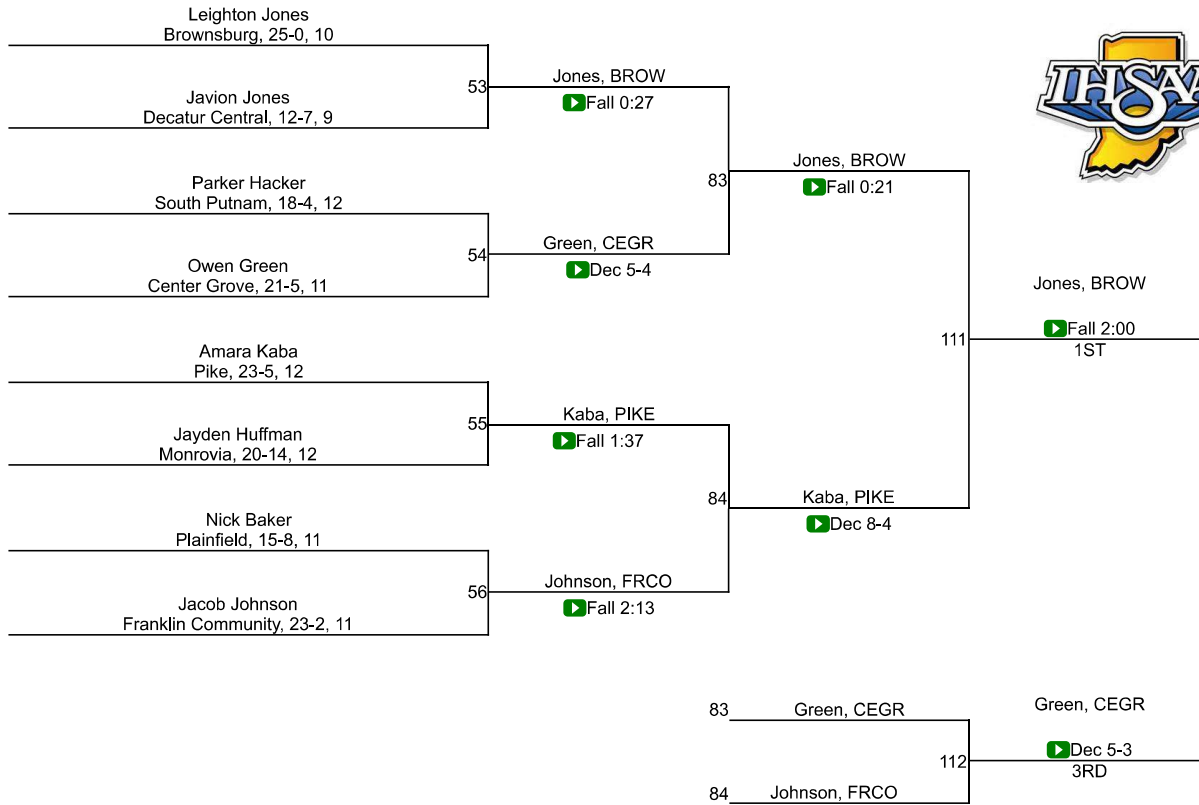 Leighton Jones
Brownsburg, 25-0, 10
53
Jones, BROW
Fall 0:27
Javion Jones
Decatur Central, 12-7, 9
IHSAA
83
Jones, BROW
Fall 0:21
Parker Hacker
South Putnam, 18-4, 12
54
Green, CEGR
Dec 5-4
Owen Green
Center Grove, 21-5, 11
Jones, BROW
111
Fall 2:00
1ST
Amara Kaba
Pike, 23-5, 12
55
Kaba, PIKE
Fall 1:37
Jayden Huffman
Monrovia, 20-14, 12
84
Kaba, PIKE
Dec 8-4
Nick Baker
Plainfield, 15-8, 11
56
Johnson, FRCO
Fall 2:13
Jacob Johnson
Franklin Community, 23-2, 11
83
Green, CEGR
Green, CEGR
112
Dec 5-3
3RD
84
Johnson, FRCO